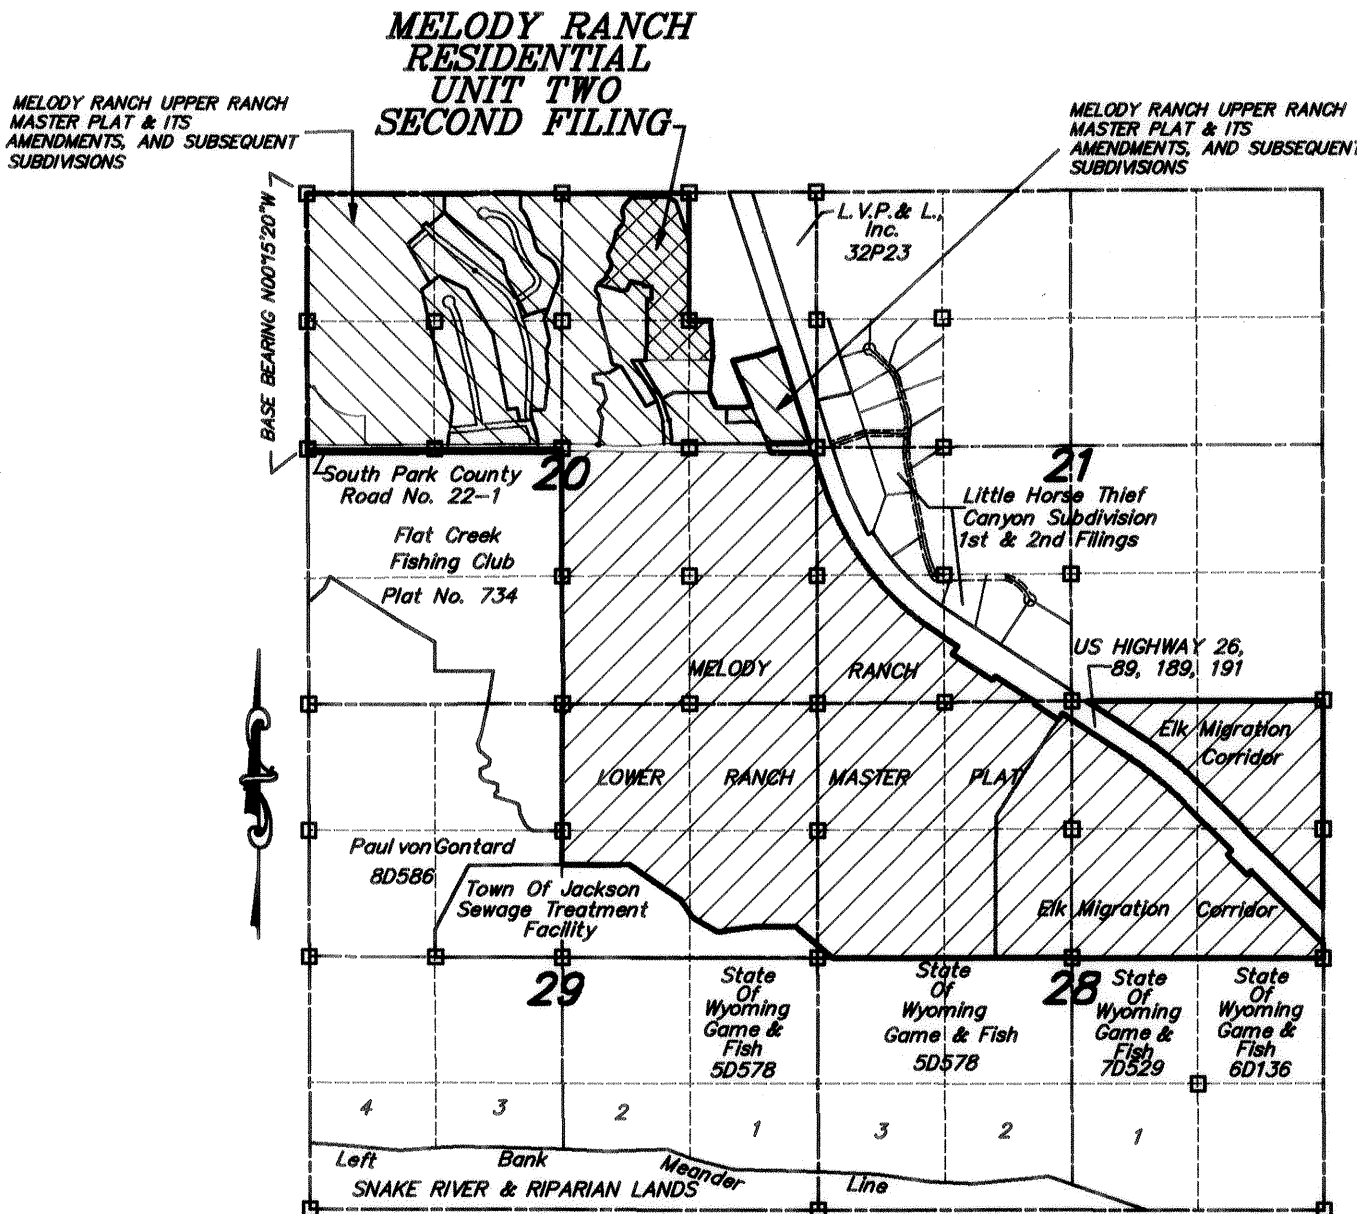 MELODY RANCH
RESIDENTIAL
UNIT TWO
SECOND FILING
MELODY RANCH UPPER RANCH
MASTER PLAT & ITS
AMENDMENTS, AND SUBSEQUENT
SUBDIVISIONS
MELODY RANCH UPPER RANCH
MASTER PLAT & ITS
AMENDMENTS, AND SUBSEQUENT
SUBDIVISIONS
BASE BEARING N00°15'20"W
L.V.P.& L.,
Inc.
32P23
20
21
South Park County
Road No. 22-1
Flat Creek
Fishing Club
Plat No. 734
Little Horse Thief
Canyon Subdivision
1st & 2nd Filings
US HIGHWAY 26,
89, 189, 191
MELODY RANCH
LOWER RANCH MASTER PLAT
Elk Migration
Corridor
Paul von Gontard
8D586
Town Of Jackson
Sewage Treatment
Facility
Elk Migration Corridor
29
28
State
Of
Wyoming
Game &
Fish
5D578
State
Of
Wyoming
Game & Fish
5D578
State
Of
Wyoming
Game &
Fish
7D529
State
Of
Wyoming
Game &
Fish
6D136
4 3 2 1 3 2 1
Left Bank Meander Line
SNAKE RIVER & RIPARIAN LANDS